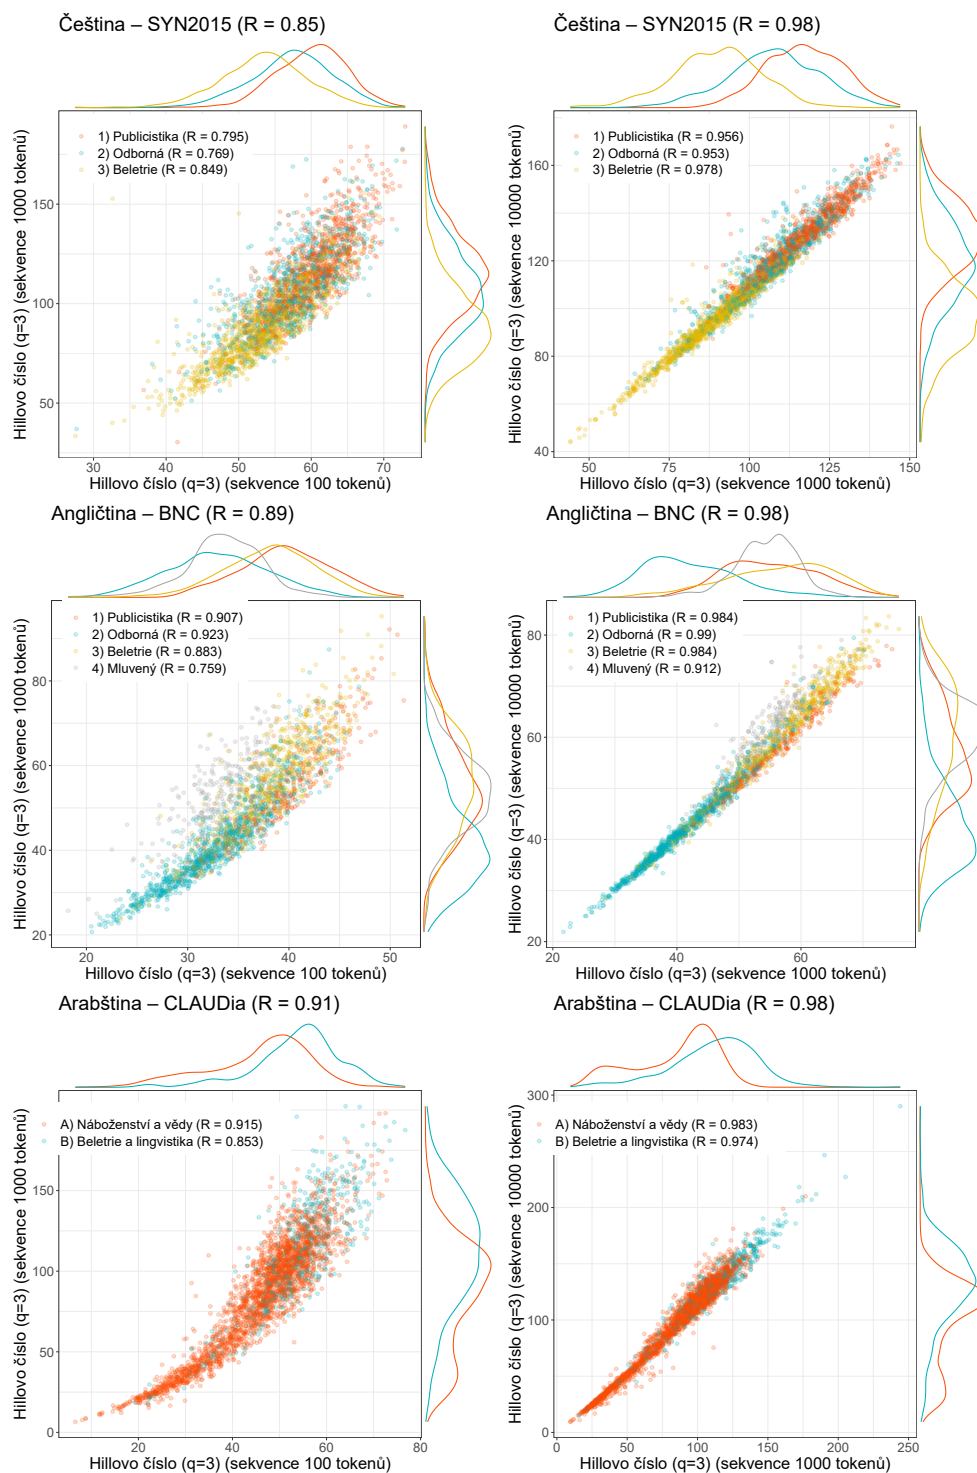 Čeština – SYN2015 (R = 0.85)
1) Publicistika (R = 0.795)
2) Odborná (R = 0.769)
3) Beletrie (R = 0.849)
Hillovo číslo (q=3) (sekvence 1000 tokenů)
150
100
50
30 40 50 60 70
Hillovo číslo (q=3) (sekvence 100 tokenů)
Čeština – SYN2015 (R = 0.98)
1) Publicistika (R = 0.956)
2) Odborná (R = 0.953)
3) Beletrie (R = 0.978)
Hillovo číslo (q=3) (sekvence 10000 tokenů)
160
120
80
40
50 75 100 125 150
Hillovo číslo (q=3) (sekvence 1000 tokenů)
Angličtina – BNC (R = 0.89)
1) Publicistika (R = 0.907)
2) Odborná (R = 0.923)
3) Beletrie (R = 0.883)
4) Mluvený (R = 0.759)
Hillovo číslo (q=3) (sekvence 1000 tokenů)
80
60
40
20
20 30 40 50
Hillovo číslo (q=3) (sekvence 100 tokenů)
Angličtina – BNC (R = 0.98)
1) Publicistika (R = 0.984)
2) Odborná (R = 0.99)
3) Beletrie (R = 0.984)
4) Mluvený (R = 0.912)
Hillovo číslo (q=3) (sekvence 10000 tokenů)
80
60
40
20
20 40 60
Hillovo číslo (q=3) (sekvence 1000 tokenů)
Arabština – CLAUDia (R = 0.91)
A) Náboženství a vědy (R = 0.915)
B) Beletrie a lingvistika (R = 0.853)
Hillovo číslo (q=3) (sekvence 1000 tokenů)
150
100
50
0
20 40 60 80
Hillovo číslo (q=3) (sekvence 100 tokenů)
Arabština – CLAUDia (R = 0.98)
A) Náboženství a vědy (R = 0.983)
B) Beletrie a lingvistika (R = 0.974)
Hillovo číslo (q=3) (sekvence 10000 tokenů)
300
200
100
0
0 50 100 150 200 250
Hillovo číslo (q=3) (sekvence 1000 tokenů)